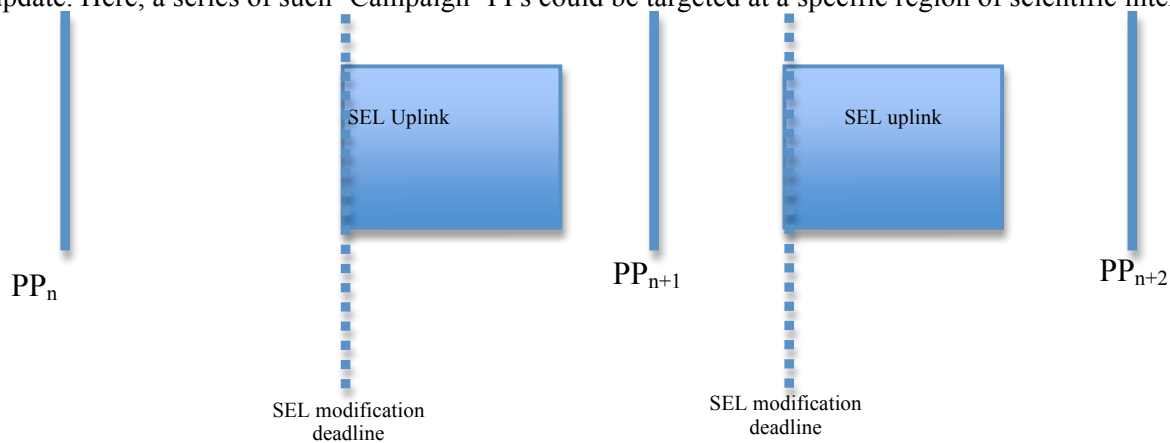 update. Here, a series of such "Campaign" PPs could be targeted at a specific region of scientific
SEL Uplink
SEL uplink
PPn
PPn+1
PPn+2
SEL modification
deadline
SEL modification
deadline